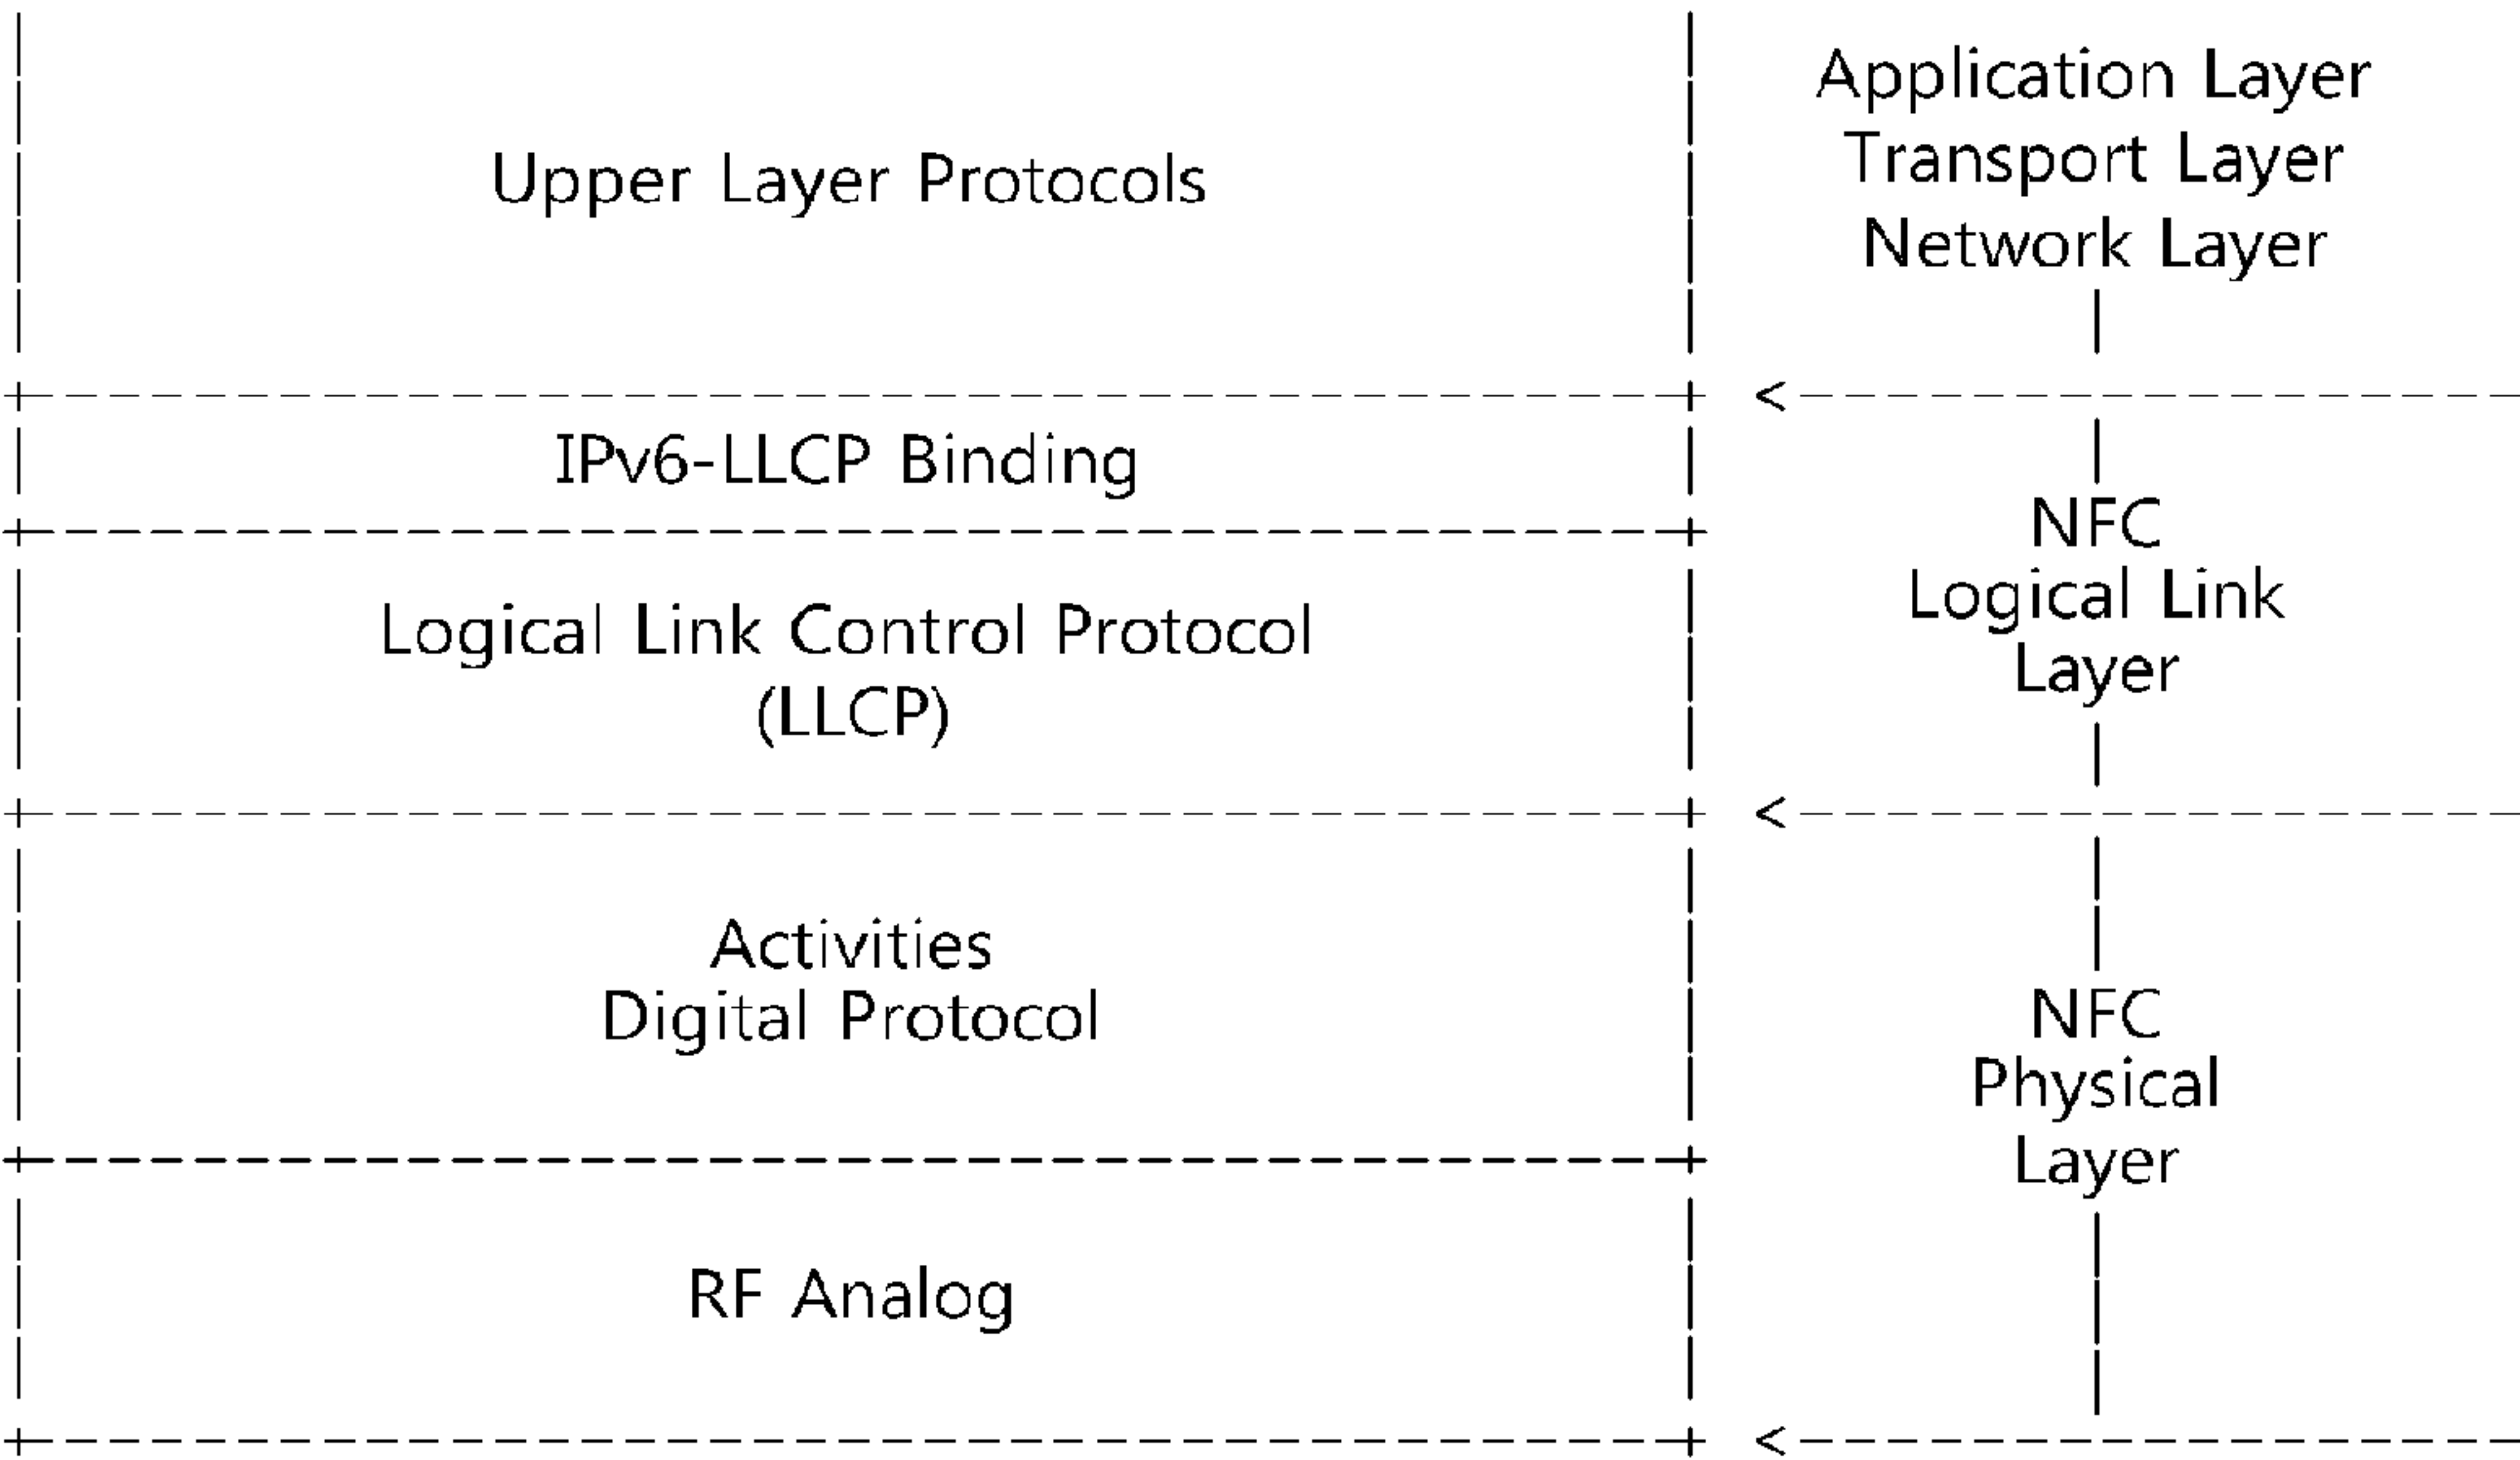 Upper Layer Protocols
Application Layer
Transport Layer
Network Layer
IPv6-LLCP Binding
Logical Link Control Protocol
(LLCP)
NFC
Logical Link
Layer
Activities
Digital Protocol
RF Analog
NFC
Physical
Layer